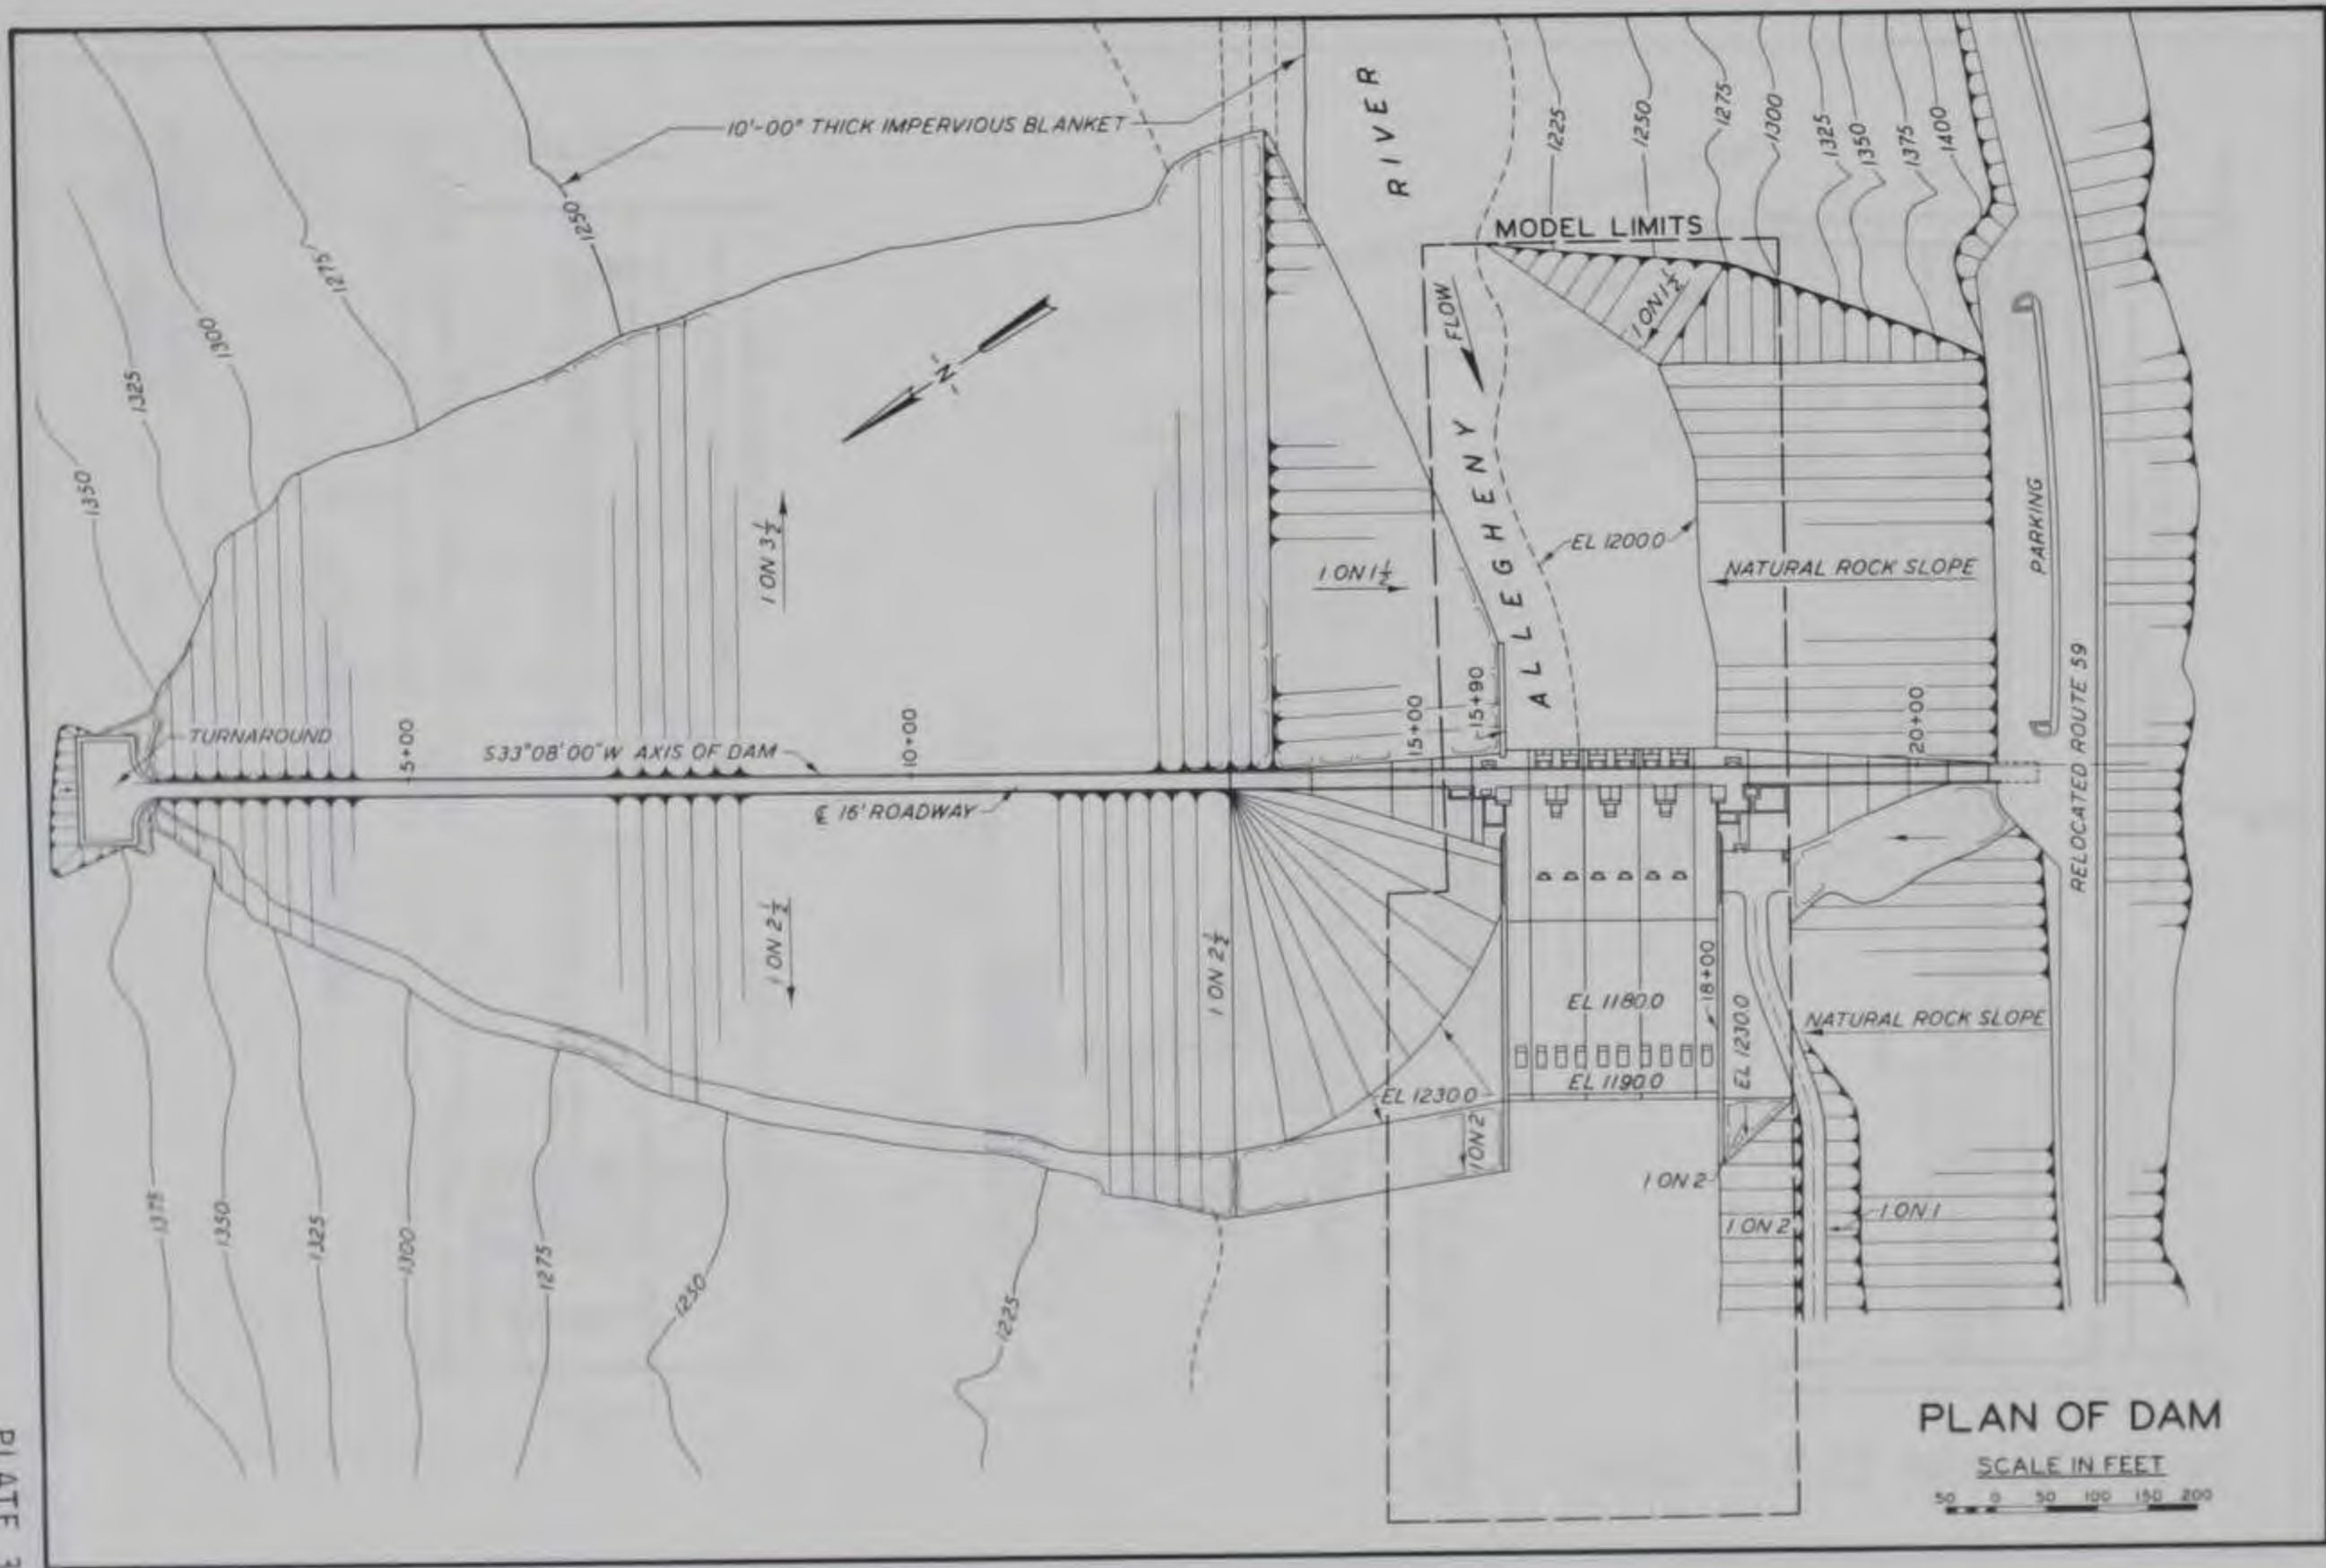 10'-00" THICK IMPERVIOUS BLANKET
RIVER
1225
1250
1275
1300
1325
1350
1375
1400
1250
1275
1300
1325
1350
MODEL LIMITS
FLOW
1 ON 1½
N
ALLEGHENY
1 ON 3½
1 ON 1½
EL 1200.0
NATURAL ROCK SLOPE
PARKING
RELOCATED ROUTE 59
TURNAROUND
5+00
S33°08'00"W AXIS OF DAM
10+00
15+00
15+90
20+00
℄ 16' ROADWAY
1 ON 2½
1 ON 2½
EL 1180.0
18+00
EL 1230.0
NATURAL ROCK SLOPE
EL 1190.0
EL 1230.0
1 ON 2
1 ON 2
1 ON 2
1 ON 1
1375
1350
1325
1300
1275
1250
1225
PLAN OF DAM
SCALE IN FEET
50 0 50 100 150 200
PLATE 3